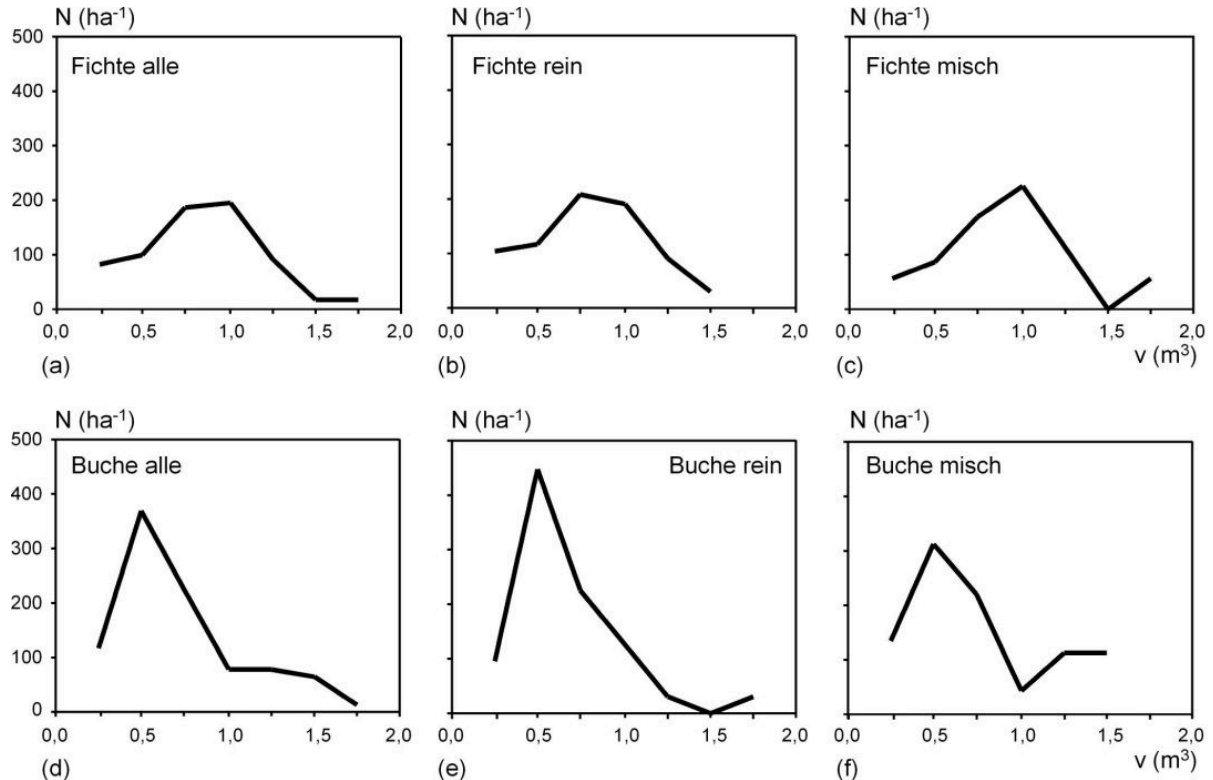 N (ha⁻¹) N (ha⁻¹) N (ha⁻¹)
500
Fichte alle Fichte rein Fichte misch
400
300
200
100
0
0,0 0,5 1,0 1,5 2,0 0,0 0,5 1,0 1,5 2,0 0,0 0,5 1,0 1,5 2,0
(a) (b) (c) v (m³)
N (ha⁻¹) N (ha⁻¹) N (ha⁻¹)
500
Buche alle Buche rein Buche misch
400
300
200
100
0
0,0 0,5 1,0 1,5 2,0 0,0 0,5 1,0 1,5 2,0 0,0 0,5 1,0 1,5 2,0
(d) (e) (f) v (m³)